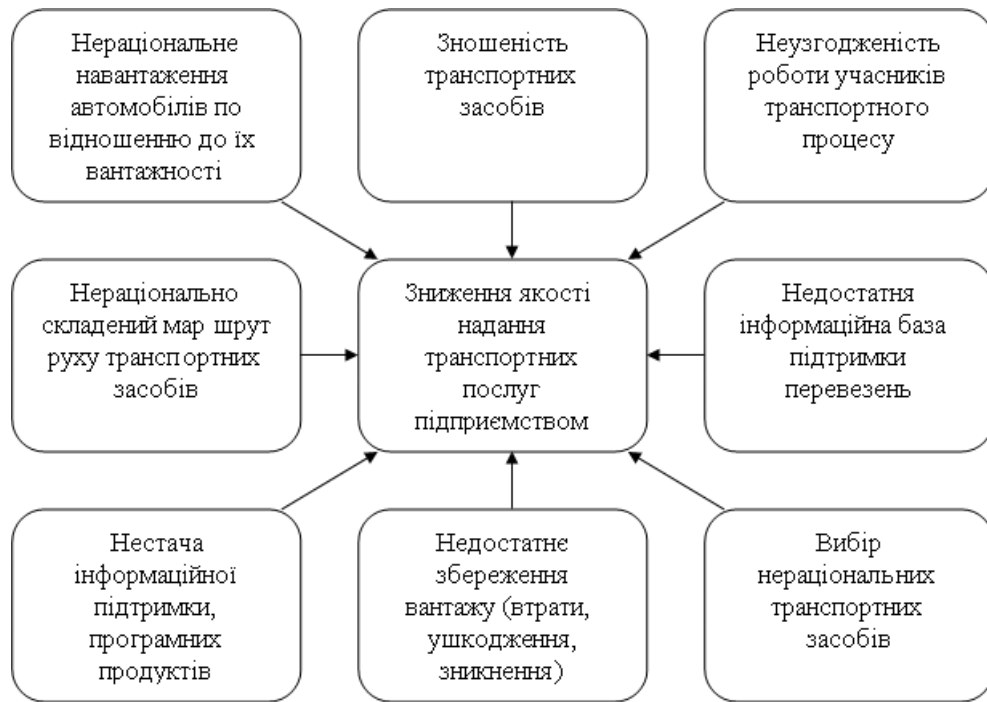 Нераціональне
навантаження
автомобілів по
відношенню до їх
вантажності
Зношеність
транспортних
засобів
Неузгодженість
роботи учасників
транспортного
процесу
Нераціонально
складений мар шрут
руху транспортних
засобів
Зниження якості
надання
транспортних
послуг
підприємством
Недостатня
інформаційна база
підтримки
перевезень
Нестача
інформаційної
підтримки,
програмних
продуктів
Недостатнє
збереження
вантажу (втрати,
ушкодження,
зникнення)
Вибір
нераціональних
транспортних
засобів